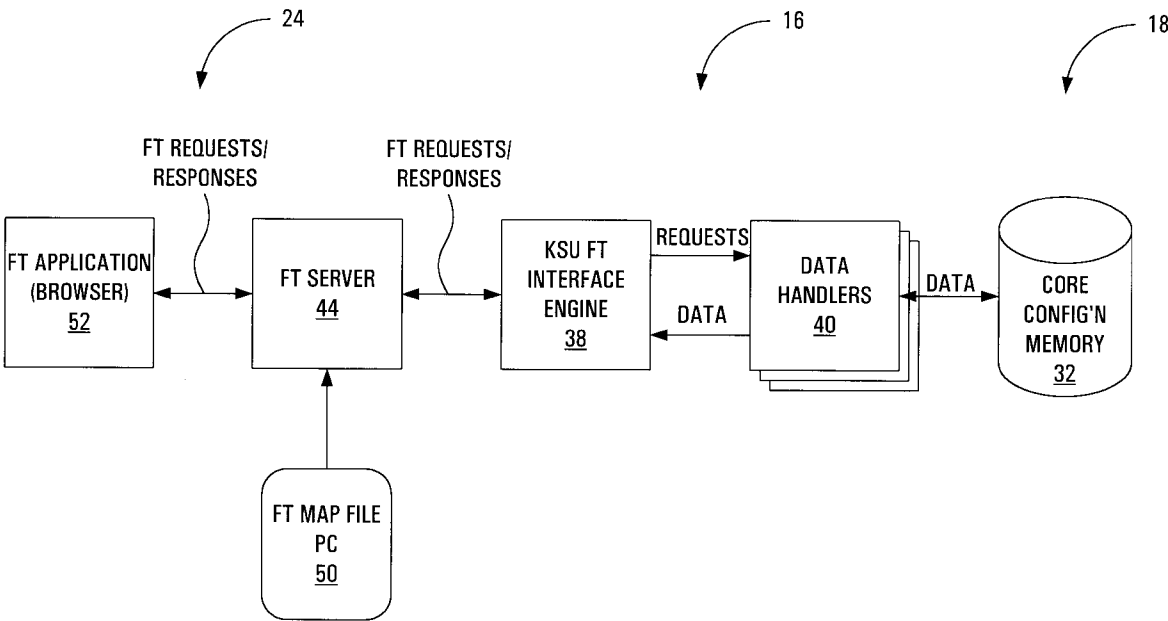 24
16
18
FT REQUESTS/
RESPONSES
FT REQUESTS/
RESPONSES
FT APPLICATION
(BROWSER)
52
FT SERVER
44
KSU FT
INTERFACE
ENGINE
38
REQUESTS
DATA
DATA
HANDLERS
40
DATA
CORE
CONFIG'N
MEMORY
32
FT MAP FILE
PC
50